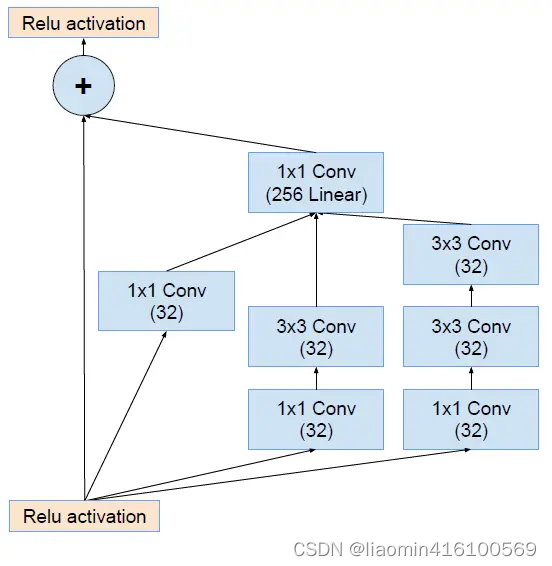 Relu activation
+
1x1 Conv
(256 Linear)
3x3 Conv
(32)
1x1 Conv
(32)
3x3 Conv
(32)
3x3 Conv
(32)
1x1 Conv
(32)
1x1 Conv
(32)
Relu activation
CSDN @liaomin416100569